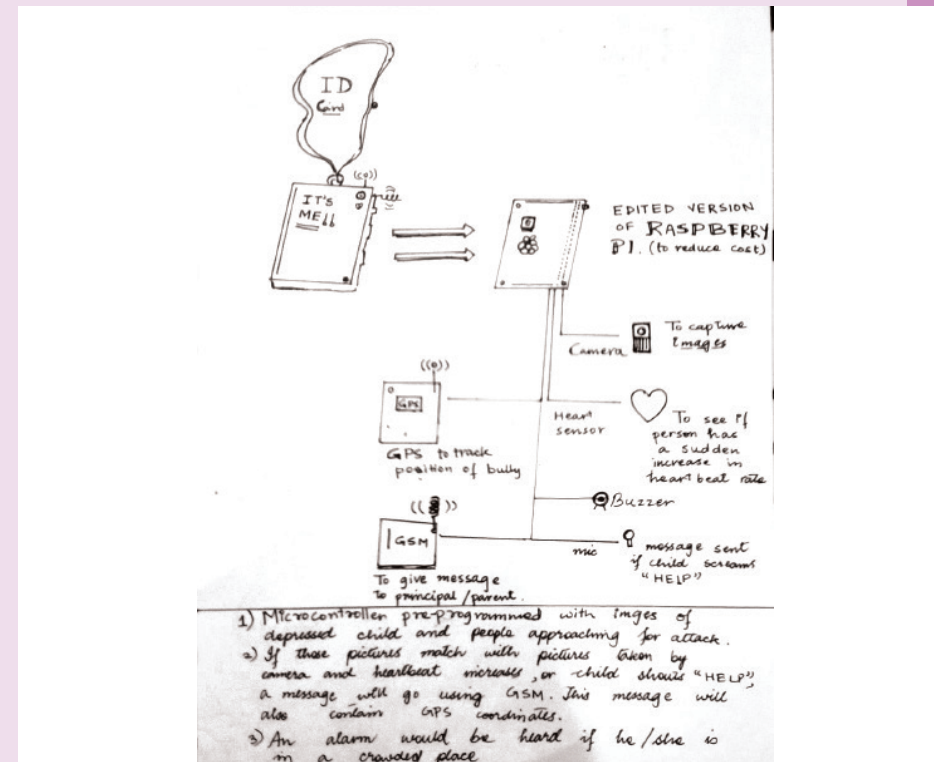 ID
Card
IT'S
ME!!
EDITED VERSION
OF RASPBERRY
PI. (to reduce cost)
Camera
To capture
images
GPS
GPS to track
position of bully
Heart
sensor
To see if
person has
a sudden
increase in
heart beat rate
Buzzer
GSM
To give message
to principal/parent.
mic
message sent
if child screams
"HELP"
1) Microcontroller pre-programmed with imges of
depressed child and people approaching for attack.
2) If those pictures match with pictures taken by
camera and heartbeat increases, or child shouts "HELP",
a message will go using GSM. This message will
also contain GPS coordinates.
3) An alarm would be heard if he/she is
in a crowded place